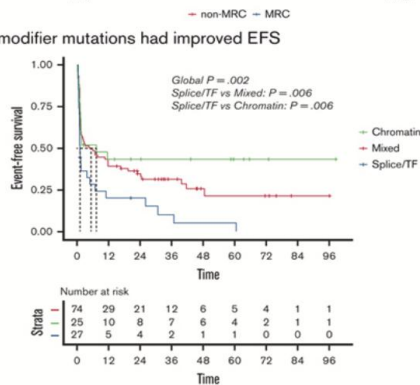 non-MRC MRC
modifier mutations had improved EFS
Global P = .002
Splice/TF vs Mixed: P = .006
Splice/TF vs Chromatin: P = .006
Event-free survival
1.00
0.75
0.50
0.25
0.00
0 12 24 36 48 60 72 84 96
Time
Chromatin
Mixed
Splice/TF
Number at risk
Strata
74 29 21 12 6 5 4 1 1
25 10 8 7 6 4 2 1 1
27 5 4 2 1 1 0 0 0
0 12 24 36 48 60 72 84 96
Time